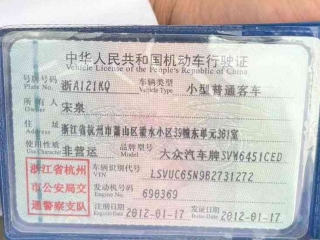 中华人民共和国机动车行驶证
Vehicle License of the People's Republic of China
号牌号码 浙A121KQ 车辆类型 小型普通客车
Plate No. Vehicle Type
所有人 宋泉
Owner
住址 浙江省杭州市萧山区潘水小区39幢东单元301室
Address
使用性质 非营运 品牌型号 大众汽车牌SVW6451CED
Use Character Model
浙江省杭州市公安局交通警察支队
车辆识别代号 LSVUC65N9B2731272
VIN
发动机号码 690369
Engine No.
注册日期 2012-01-17 发证日期 2012-01-17
Register Date Issue Date